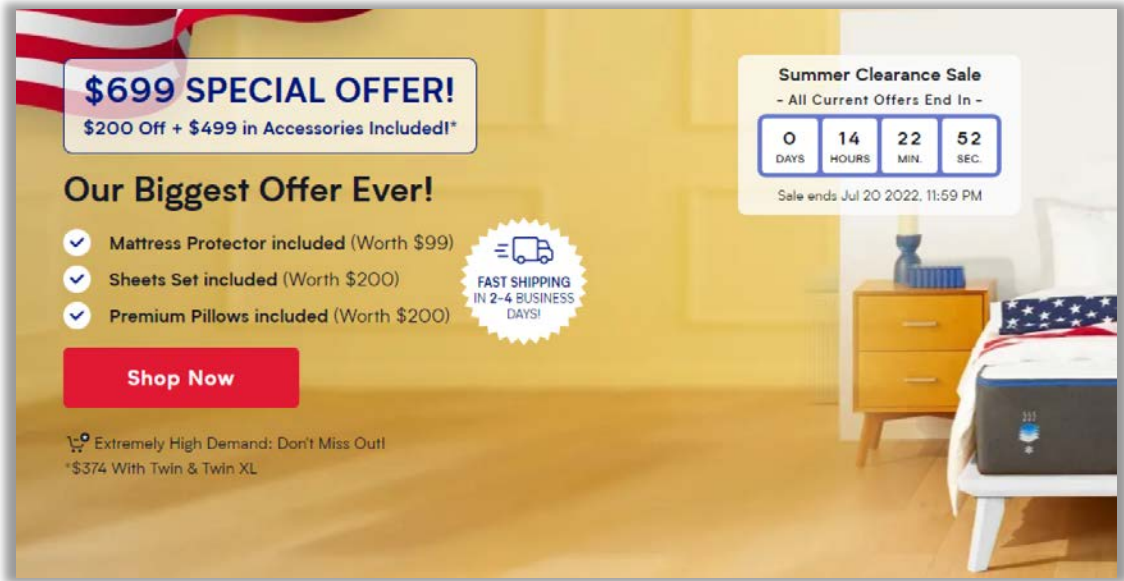 $699 SPECIAL OFFER!
$200 Off + $499 in Accessories Included!*
Our Biggest Offer Ever!
Mattress Protector included (Worth $99)
Sheets Set included (Worth $200)
Premium Pillows included (Worth $200)
FAST SHIPPING
IN 2-4 BUSINESS
DAYS!
Shop Now
Extremely High Demand: Don't Miss Out!
*$374 With Twin & Twin XL
Summer Clearance Sale
- All Current Offers End In -
0 14 22 52
DAYS HOURS MIN. SEC.
Sale ends Jul 20 2022, 11:59 PM